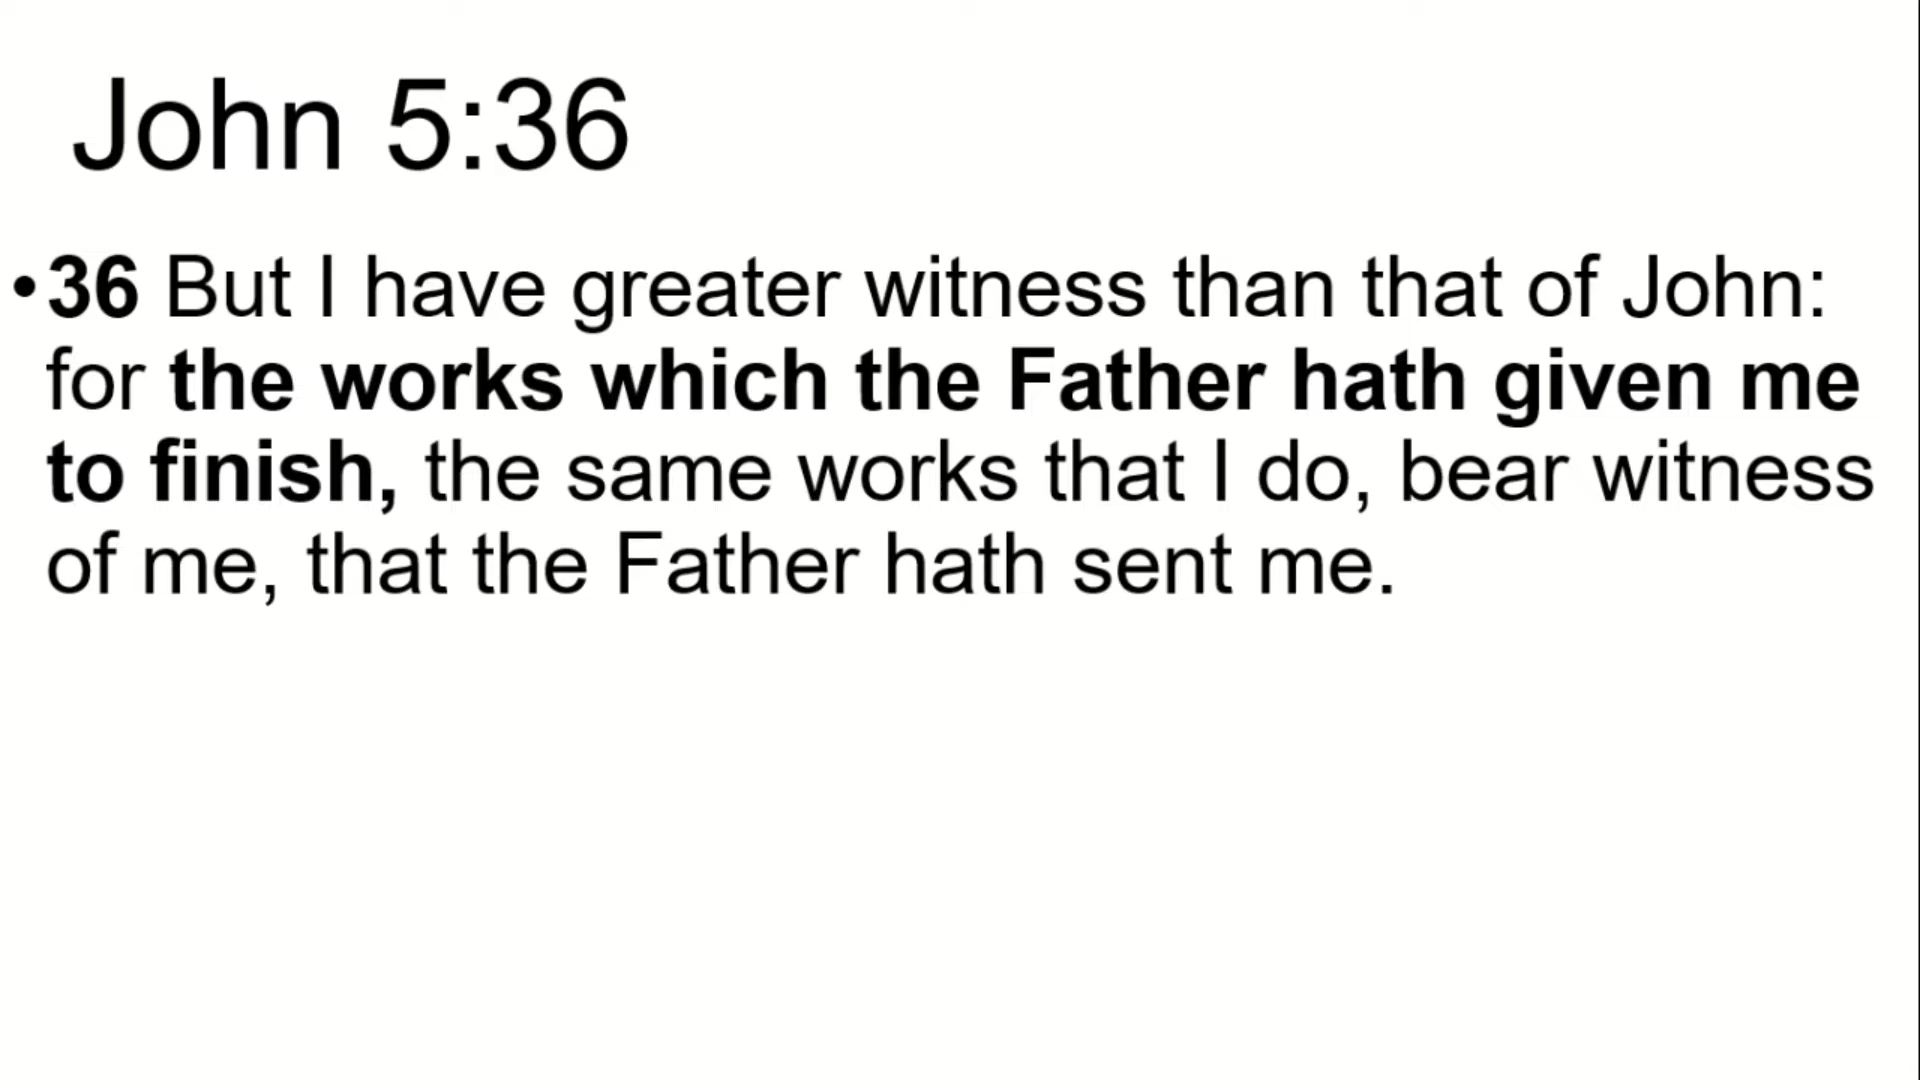 John 5:36
•36 But I have greater witness than that of John:
for the works which the Father hath given me
to finish, the same works that I do, bear witness
of me, that the Father hath sent me.